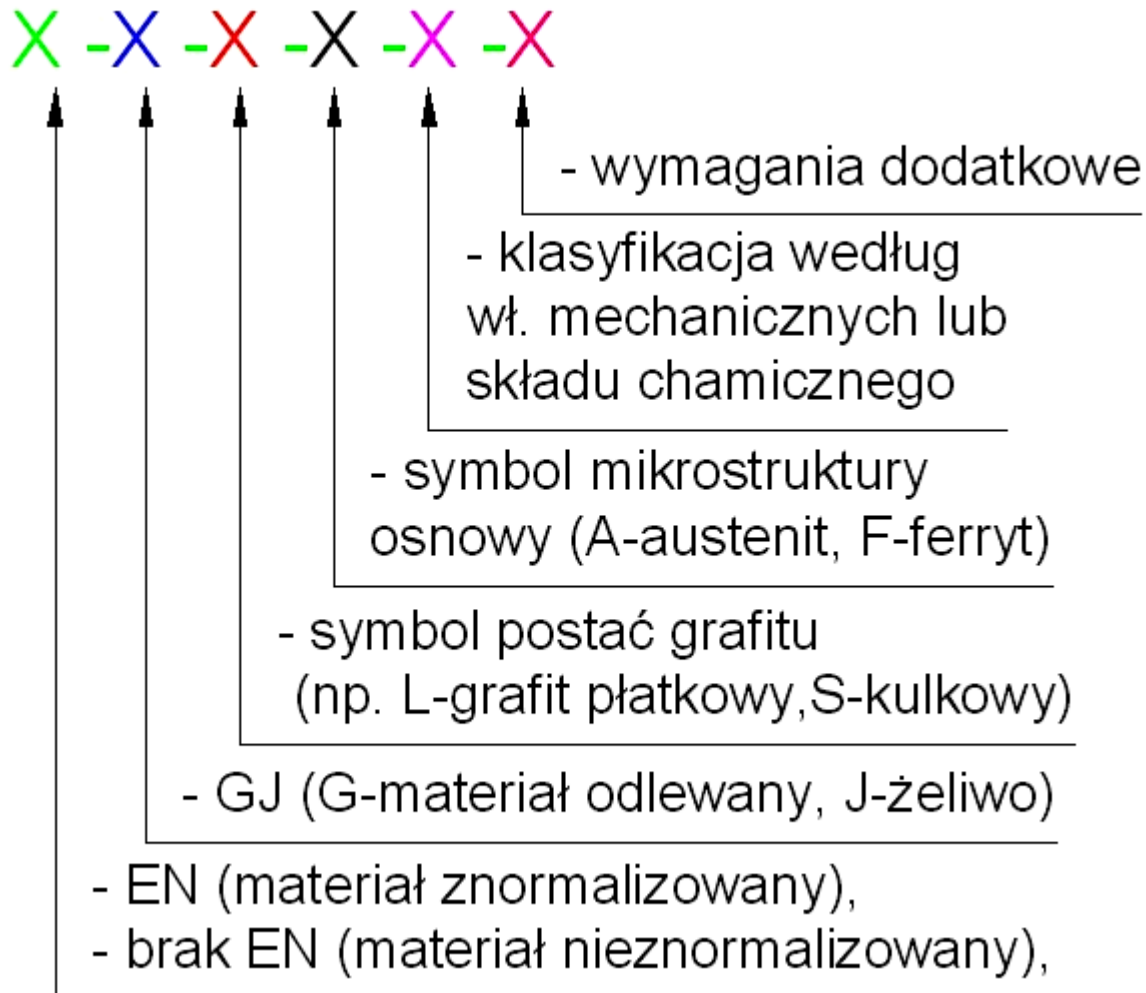 X -X -X -X -X -X
- wymagania dodatkowe
- klasyfikacja według
wł. mechanicznych lub
składu chamicznego
- symbol mikrostruktury
osnowy (A-austenit, F-ferryt)
- symbol postać grafitu
(np. L-grafit płatkowy,S-kulkowy)
- GJ (G-materiał odlewany, J-żeliwo)
- EN (materiał znormalizowany),
- brak EN (materiał nieznormalizowany),